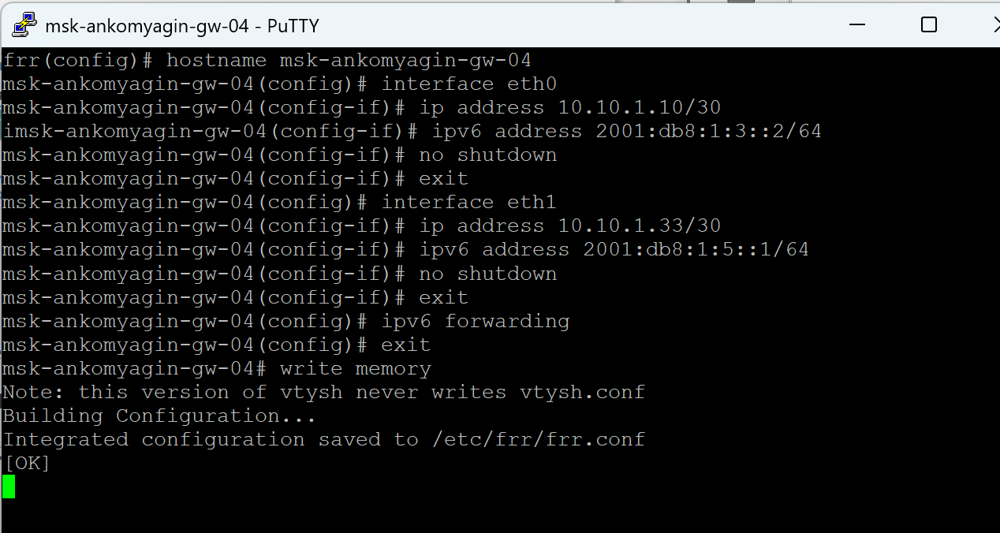 msk-ankomyagin-gw-04 - PuTTY
frr(config)# hostname msk-ankomyagin-gw-04
msk-ankomyagin-gw-04(config)# interface eth0
msk-ankomyagin-gw-04(config-if)# ip address 10.10.1.10/30
imsk-ankomyagin-gw-04(config-if)# ipv6 address 2001:db8:1:3::2/64
msk-ankomyagin-gw-04(config-if)# no shutdown
msk-ankomyagin-gw-04(config-if)# exit
msk-ankomyagin-gw-04(config)# interface eth1
msk-ankomyagin-gw-04(config-if)# ip address 10.10.1.33/30
msk-ankomyagin-gw-04(config-if)# ipv6 address 2001:db8:1:5::1/64
msk-ankomyagin-gw-04(config-if)# no shutdown
msk-ankomyagin-gw-04(config-if)# exit
msk-ankomyagin-gw-04(config)# ipv6 forwarding
msk-ankomyagin-gw-04(config)# exit
msk-ankomyagin-gw-04# write memory
Note: this version of vtysh never writes vtysh.conf
Building Configuration...
Integrated configuration saved to /etc/frr/frr.conf
[OK]